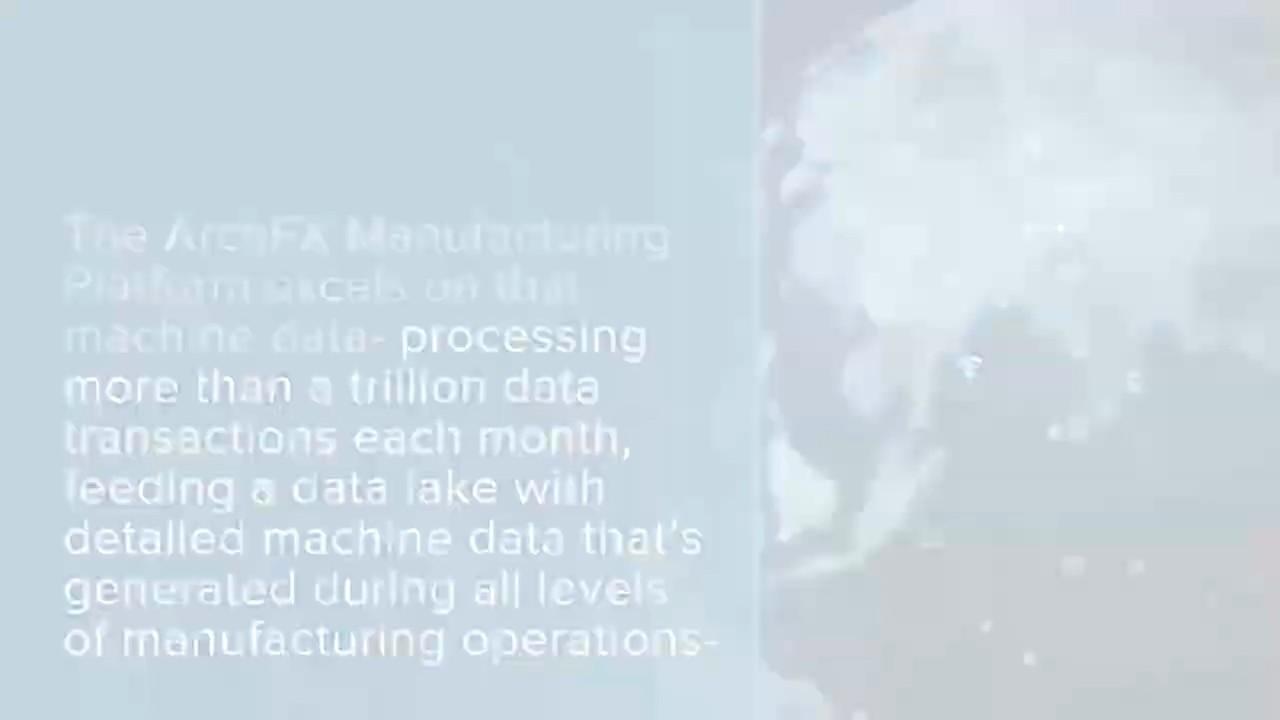 The ArchFX Manufacturing
Platform excels on that
machine data- processing
more than a trillion data
transactions each month,
feeding a data lake with
detailed machine data that's
generated during all levels
of manufacturing operations-